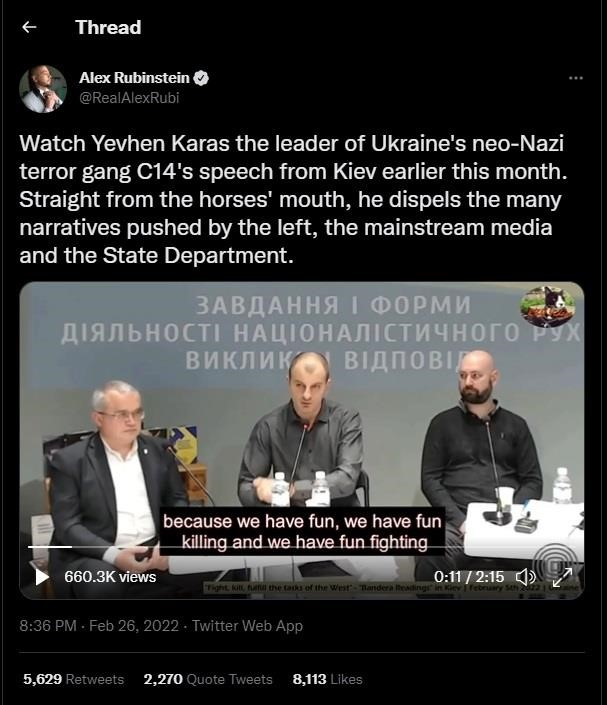 Thread
Alex Rubinstein
@RealAlexRubi
Watch Yevhen Karas the leader of Ukraine's neo-Nazi
terror gang C14's speech from Kiev earlier this month.
Straight from the horses' mouth, he dispels the many
narratives pushed by the left, the mainstream media
and the State Department.
ЗАВДАННЯ І ФОРМИ
ДІЯЛЬНОСТІ НАЦІОНАЛІСТИЧНОГО РУХ
ВИКЛИК ВІДПОВІ
because we have fun, we have fun
killing and we have fun fighting
660.3K views
0:11 / 2:15
"Fight, kill, fulfill the tasks of the West" - "Bandera Readings" in Kiev | February 5th 2022 | Ukraine
8:36 PM · Feb 26, 2022 · Twitter Web App
5,629 Retweets 2,270 Quote Tweets 8,113 Likes